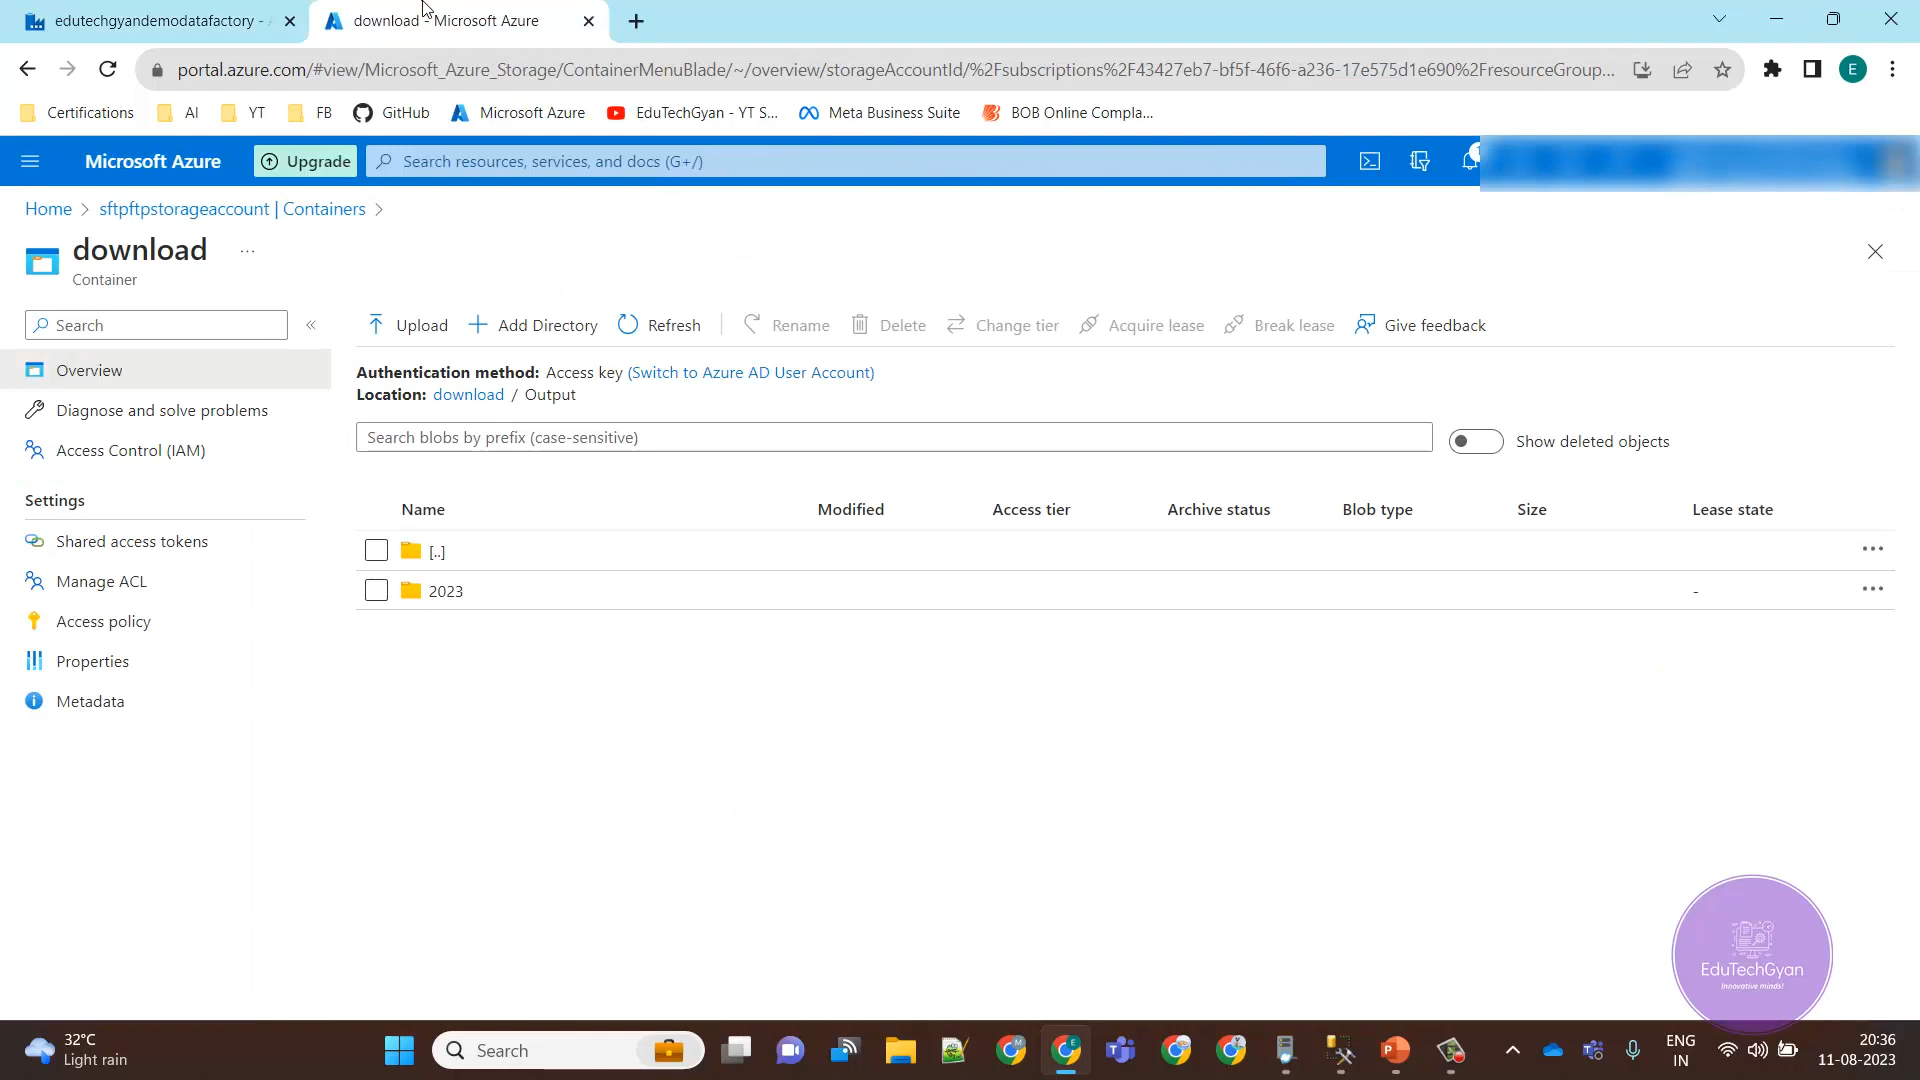 edutechgyandemodatafactory -
download - Microsoft Azure
portal.azure.com/#view/Microsoft_Azure_Storage/ContainerMenuBlade/~/overview/storageAccountId/%2Fsubscriptions%2F43427eb7-bf5f-46f6-a236-17e575d1e690%2FresourceGroup...
E
Certifications
AI
YT
FB
GitHub
Microsoft Azure
EduTechGyan - YT S...
Meta Business Suite
BOB Online Compla...
Microsoft Azure
Upgrade
Search resources, services, and docs (G+/)
1
Home > sftpftpstorageaccount | Containers >
download ...
Container
Search
Overview
Diagnose and solve problems
Access Control (IAM)
Settings
Shared access tokens
Manage ACL
Access policy
Properties
Metadata
Upload
Add Directory
Refresh
Rename
Delete
Change tier
Acquire lease
Break lease
Give feedback
Authentication method: Access key (Switch to Azure AD User Account)
Location: download / Output
Search blobs by prefix (case-sensitive)
Show deleted objects
Name Modified Access tier Archive status Blob type Size Lease state
[..]
2023 -
EduTechGyan
Innovative minds!
32°C
Light rain
Search
ENG
IN
20:36
11-08-2023